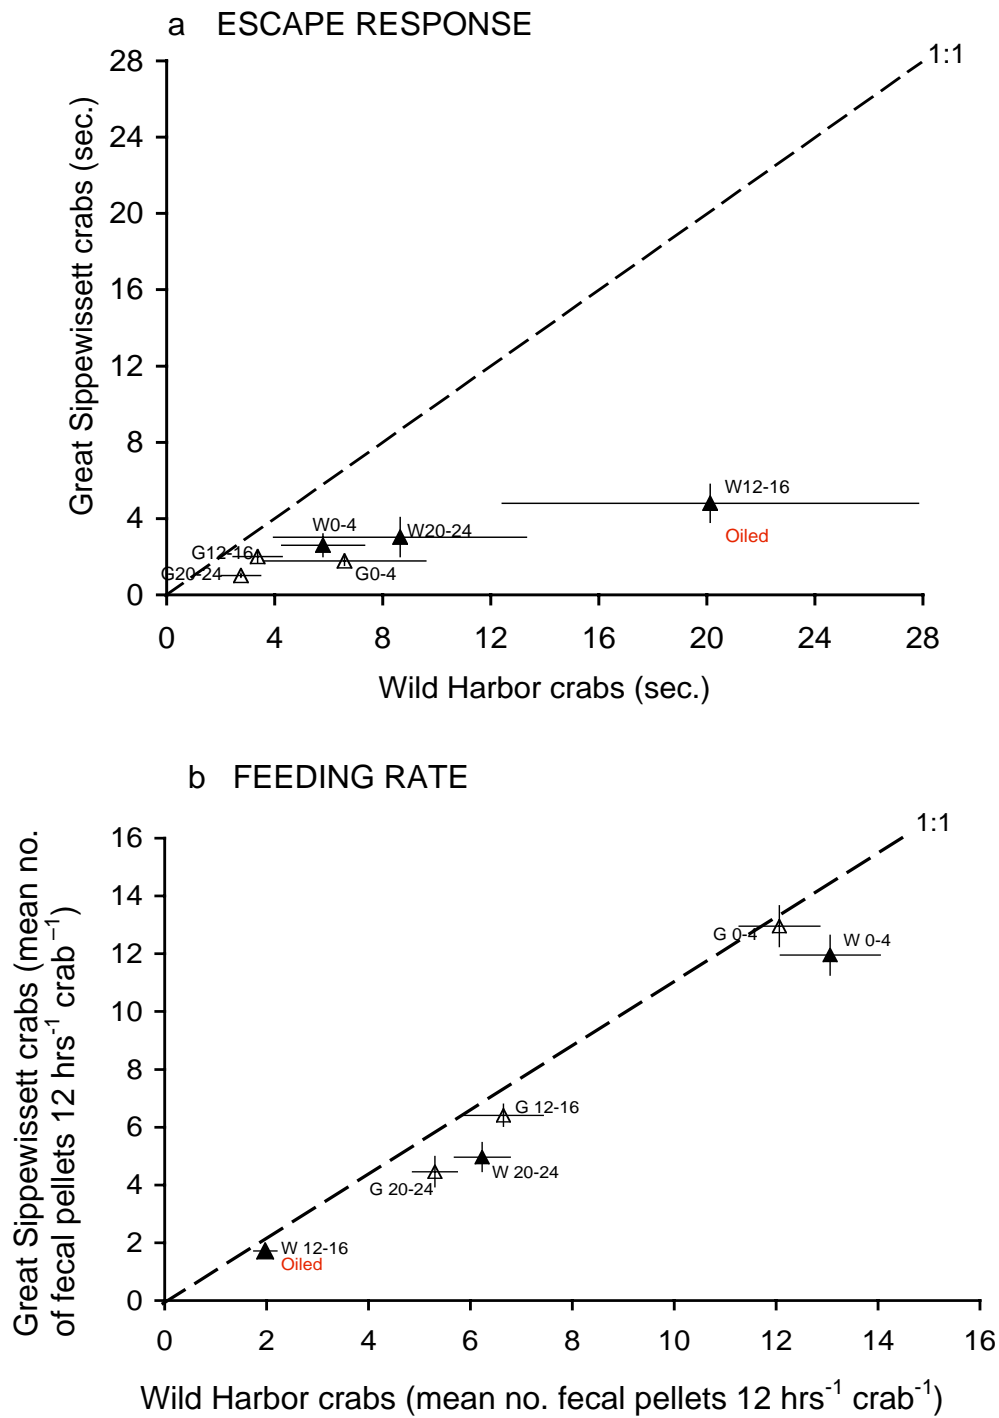 a ESCAPE RESPONSE
1:1
28
24
20
16
12
8
4
0
Great Sippewissett crabs (sec.)
W12-16
Oiled
W0-4
W20-24
G12-16
G20-24
G0-4
0 4 8 12 16 20 24 28
Wild Harbor crabs (sec.)
b FEEDING RATE
1:1
16
14
12
10
8
6
4
2
0
Great Sippewissett crabs (mean no.
of fecal pellets 12 hrs⁻¹ crab⁻¹)
G 0-4
W 0-4
G 12-16
W 20-24
G 20-24
W 12-16
Oiled
0 2 4 6 8 10 12 14 16
Wild Harbor crabs (mean no. fecal pellets 12 hrs⁻¹ crab⁻¹)